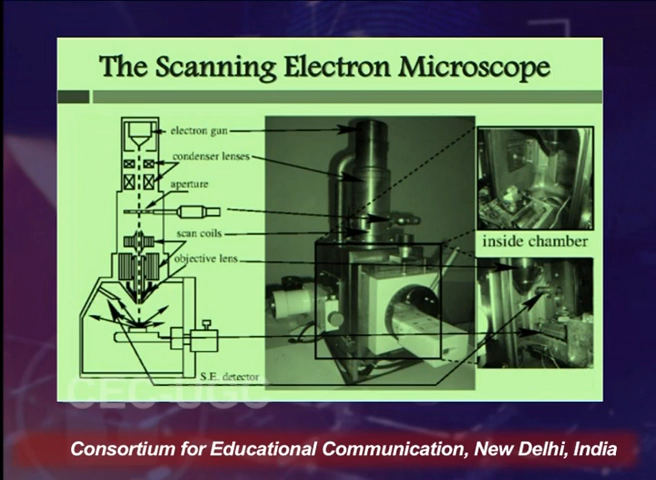 The Scanning Electron Microscope
electron gun
condenser lenses
aperture
scan coils
objective lens
S.E. detector
inside chamber
CEC-UGC
Consortium for Educational Communication, New Delhi, India